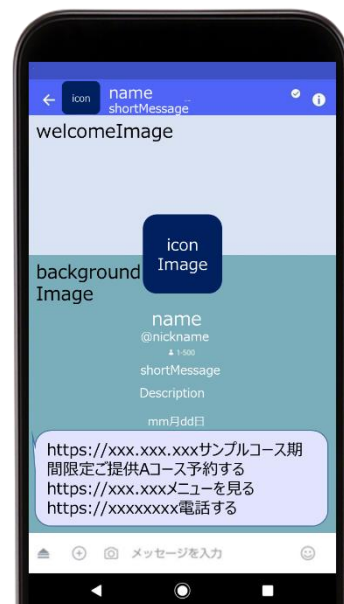 icon
name
shortMessage
welcomeImage
icon
Image
background
Image
name
@nickname
1-500
shortMessage
Description
mm月dd日
https://xxx.xxx.xxxサンプルコース期
間限定ご提供Aコース予約する
https://xxx.xxxメニューを見る
https://xxxxxxxx電話する
メッセージを入力